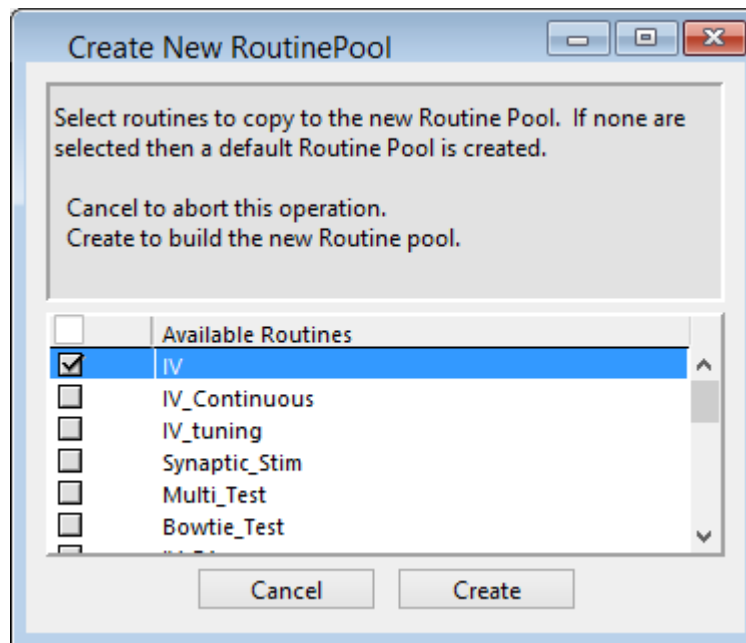 Create New RoutinePool
Select routines to copy to the new Routine Pool. If none are
selected then a default Routine Pool is created.
Cancel to abort this operation.
Create to build the new Routine pool.
Available Routines
IV
IV_Continuous
IV_tuning
Synaptic_Stim
Multi_Test
Bowtie_Test
Cancel Create